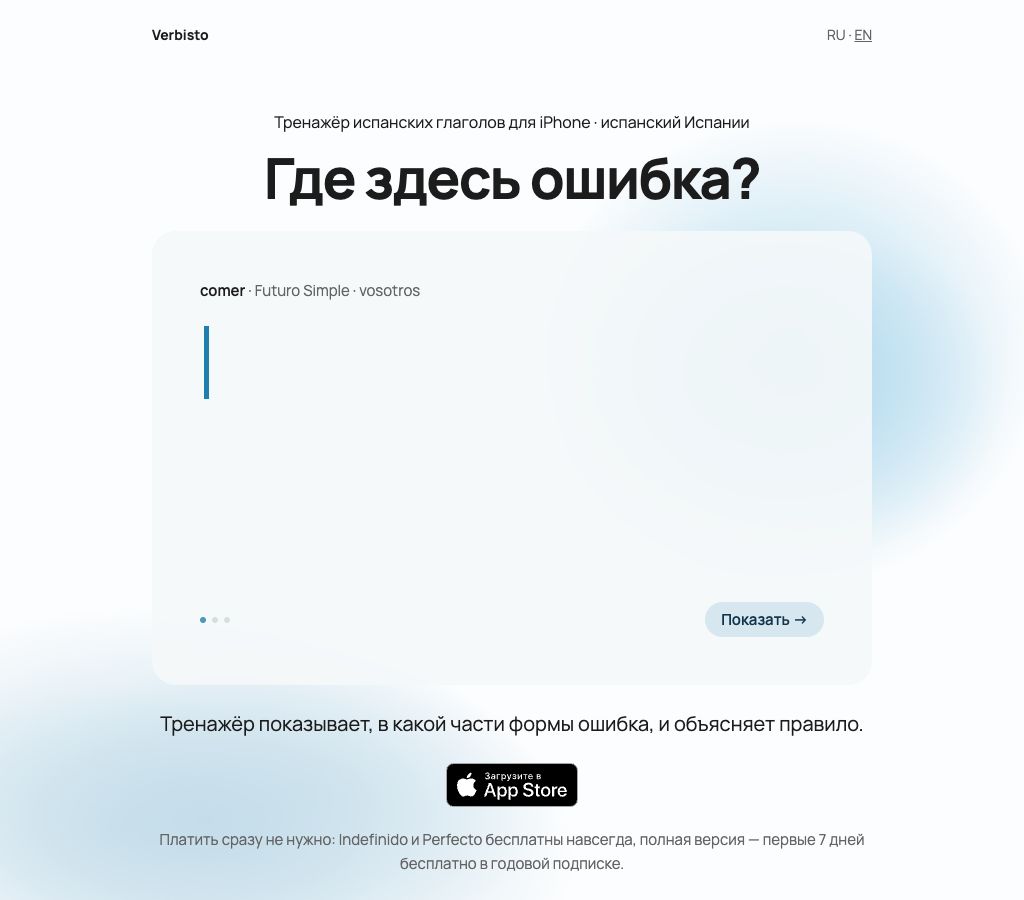 Verbisto
RU · EN
Тренажёр испанских глаголов для iPhone · испанский Испании
Где здесь ошибка?
comer · Futuro Simple · vosotros
Показать →
Тренажёр показывает, в какой части формы ошибка, и объясняет правило.
Загрузите в
App Store
Платить сразу не нужно: Indefinido и Perfecto бесплатны навсегда, полная версия — первые 7 дней
бесплатно в годовой подписке.